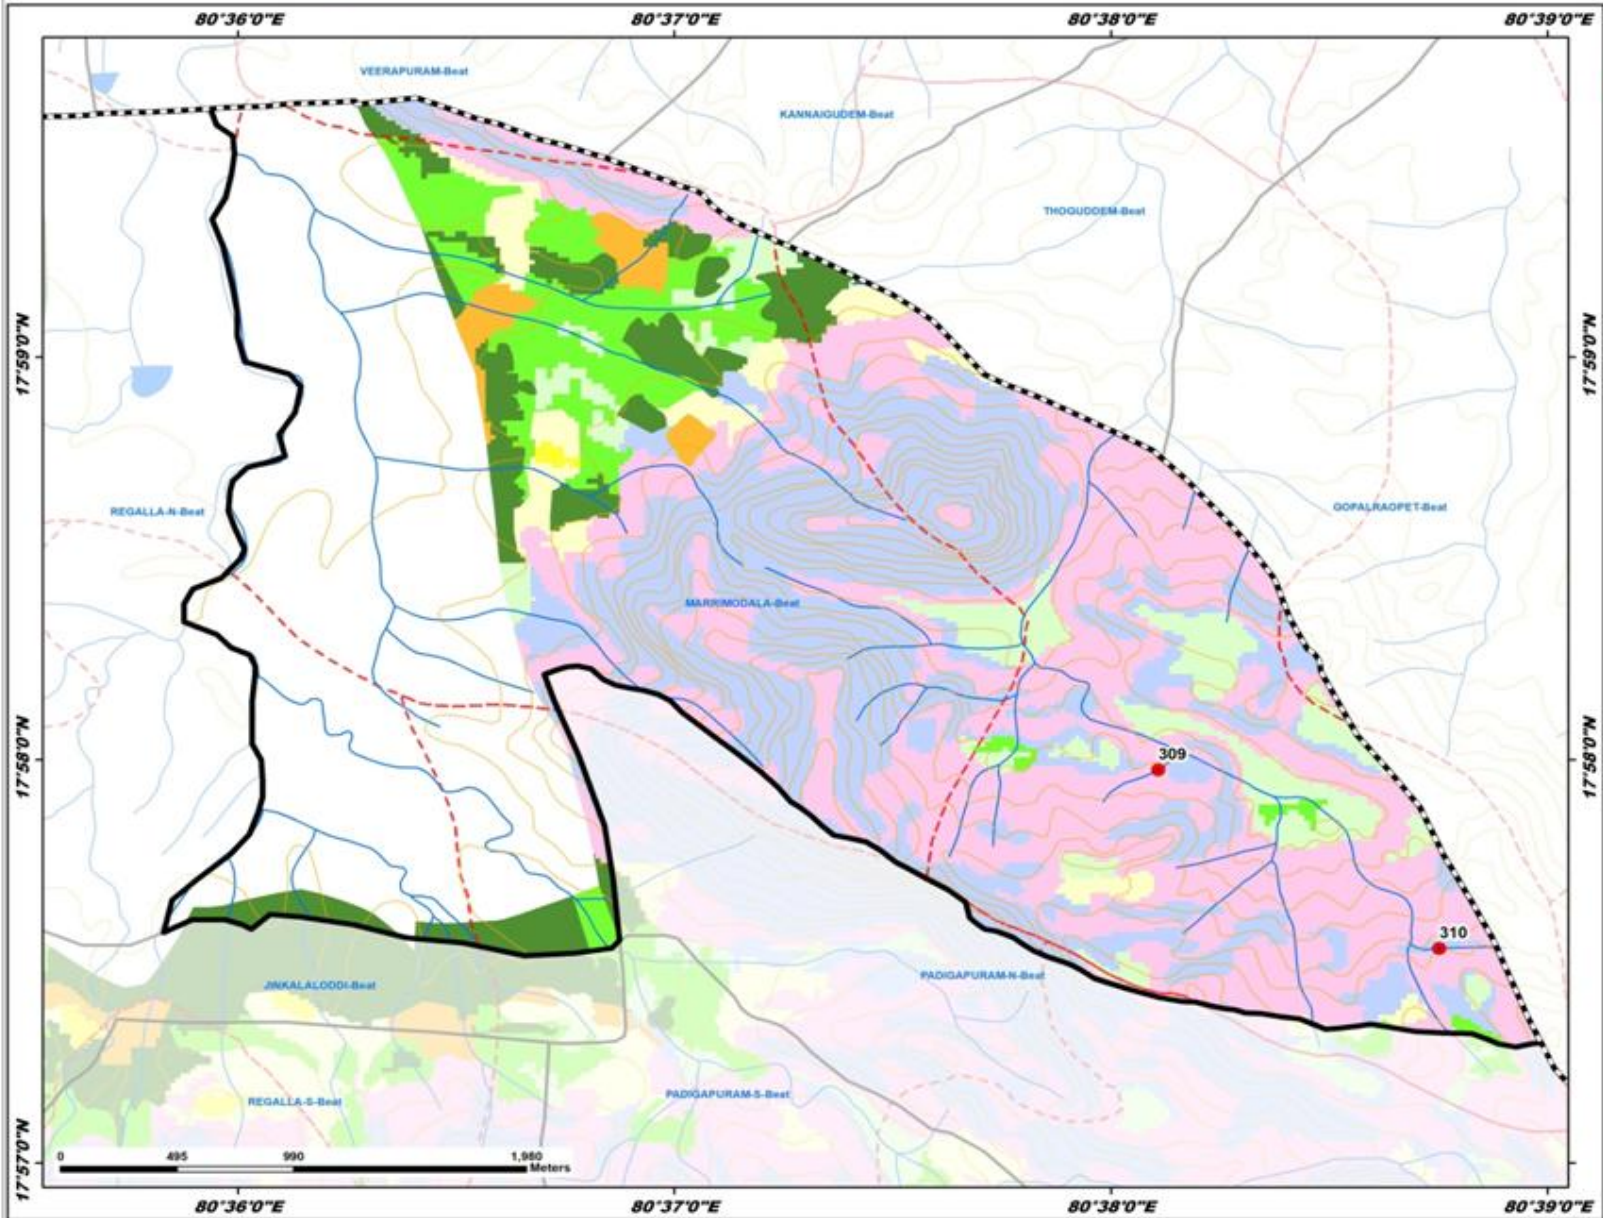 80°36'0"E 80°37'0"E 80°38'0"E 80°39'0"E
VEERAPURAM-Beat
KANNAIGUDEM-Beat
THOGUDDEM-Beat
17°59'0"N 17°59'0"N
REGALLA-N-Beat
GOPALRAOPET-Beat
MARRIMODALA-Beat
17°58'0"N 17°58'0"N
309
310
PADIGAPURAM-N-Beat
JINKALALODDI-Beat
REGALLA-S-Beat
PADIGAPURAM-S-Beat
17°57'0"N
0 495 990 1,980
Meters
80°36'0"E 80°37'0"E 80°38'0"E 80°39'0"E